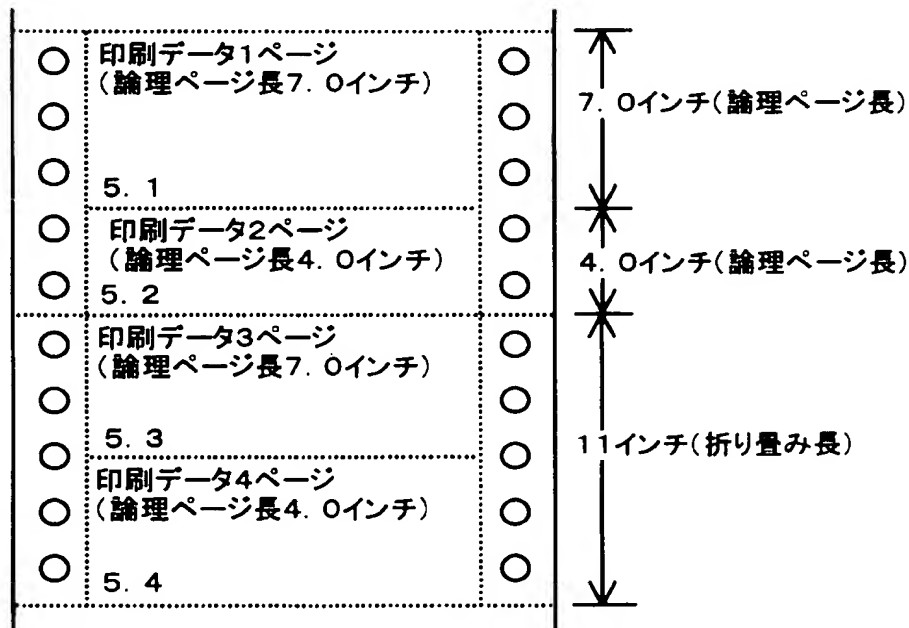 印刷データ1ページ
(論理ページ長7.0インチ)
5.1
印刷データ2ページ
(論理ページ長4.0インチ)
5.2
印刷データ3ページ
(論理ページ長7.0インチ)
5.3
印刷データ4ページ
(論理ページ長4.0インチ)
5.4
7.0インチ(論理ページ長)
4.0インチ(論理ページ長)
11インチ(折り畳み長)